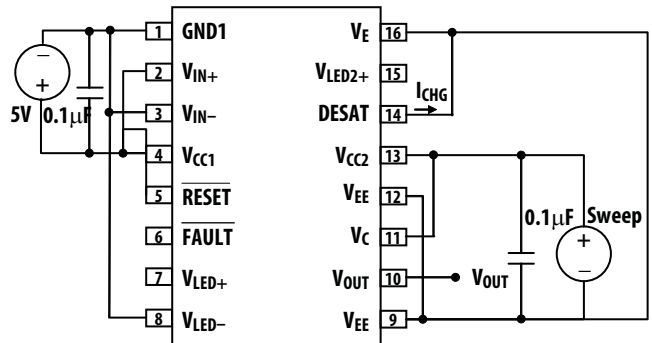 1 GND1
2 VIN+
3 VIN–
4 VCC1
5 RESET
6 FAULT
7 VLED+
8 VLED–
VE 16
VLED2+ 15
DESAT 14
VCC2 13
VEE 12
VC 11
VOUT 10
VEE 9
–
+
5V
0.1μF
ICHG
0.1μF
Sweep
+
–
VOUT